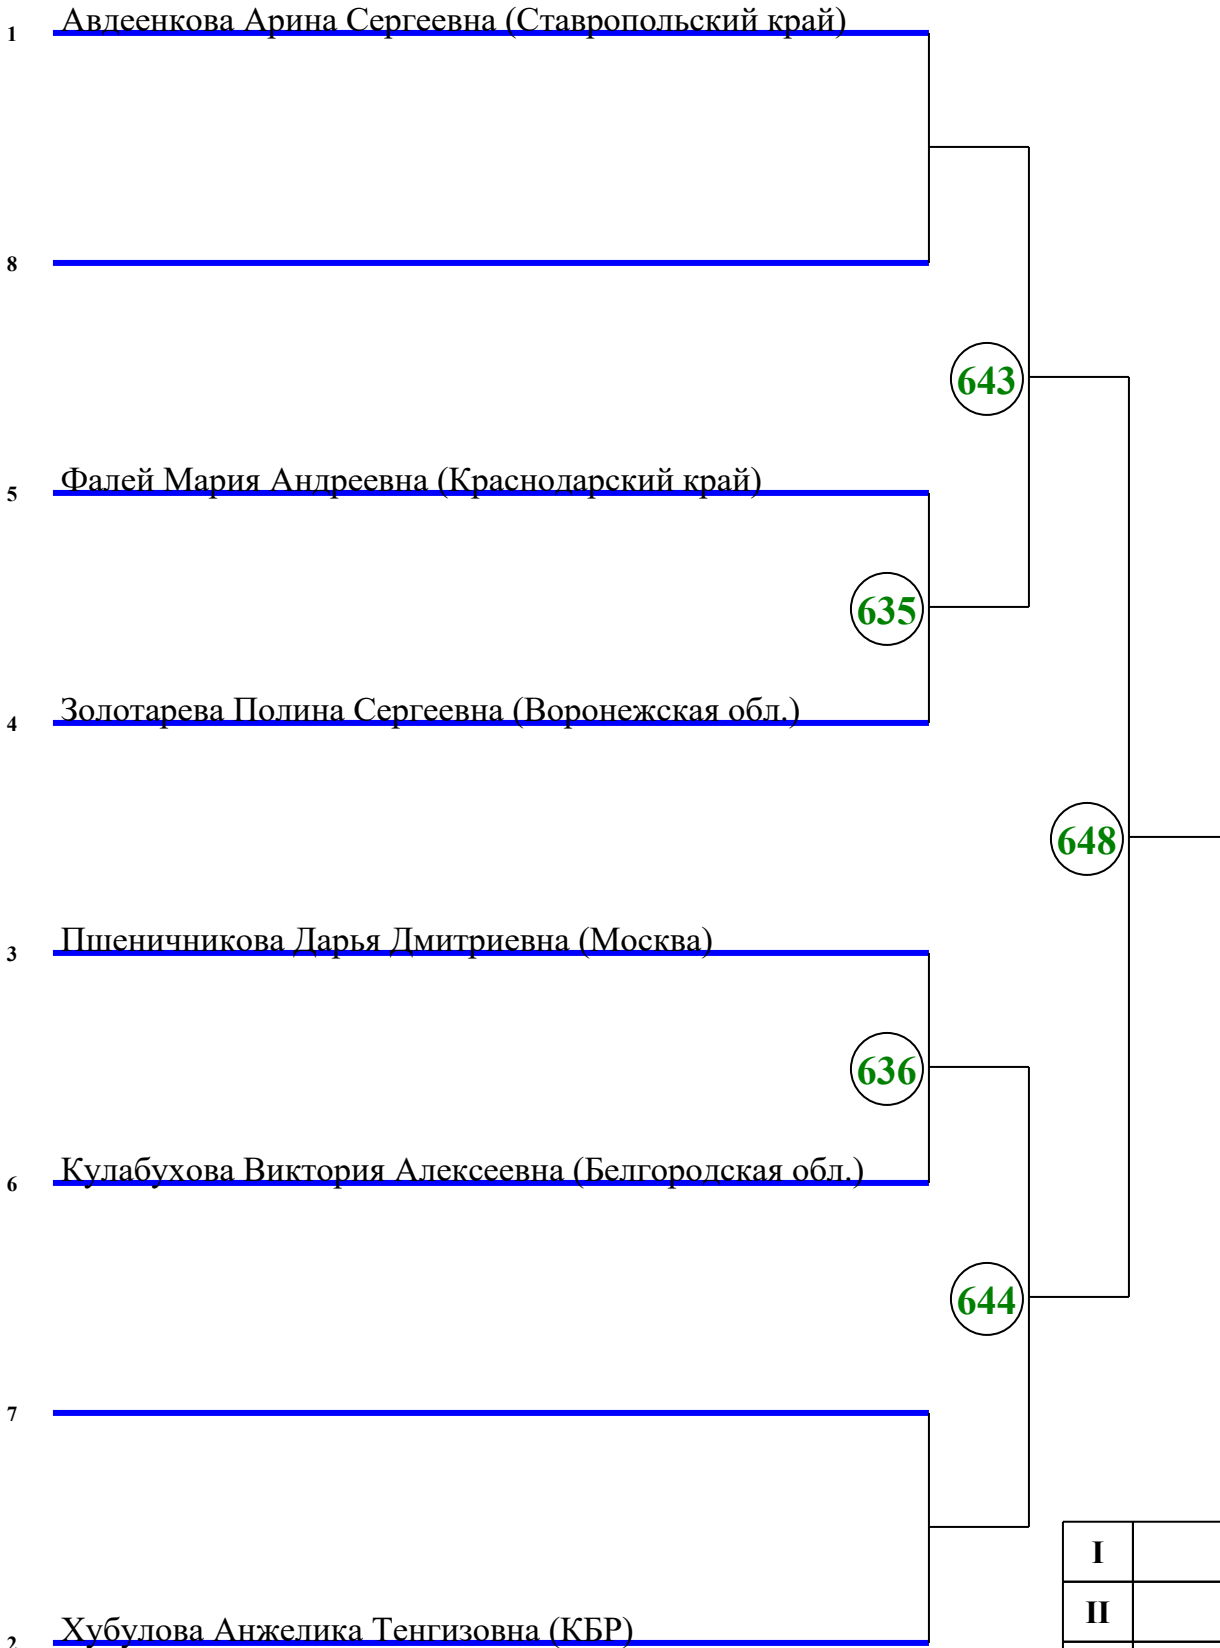 1 Авдеенкова Арина Сергеевна (Ставропольский край)
8
643
5 Фалей Мария Андреевна (Краснодарский край)
635
4 Золотарева Полина Сергеевна (Воронежская обл.)
648
3 Пшеничникова Дарья Дмитриевна (Москва)
636
6 Кулабухова Виктория Алексеевна (Белгородская обл.)
644
7
I
II
2 Хубулова Анжелика Тенгизовна (КБР)